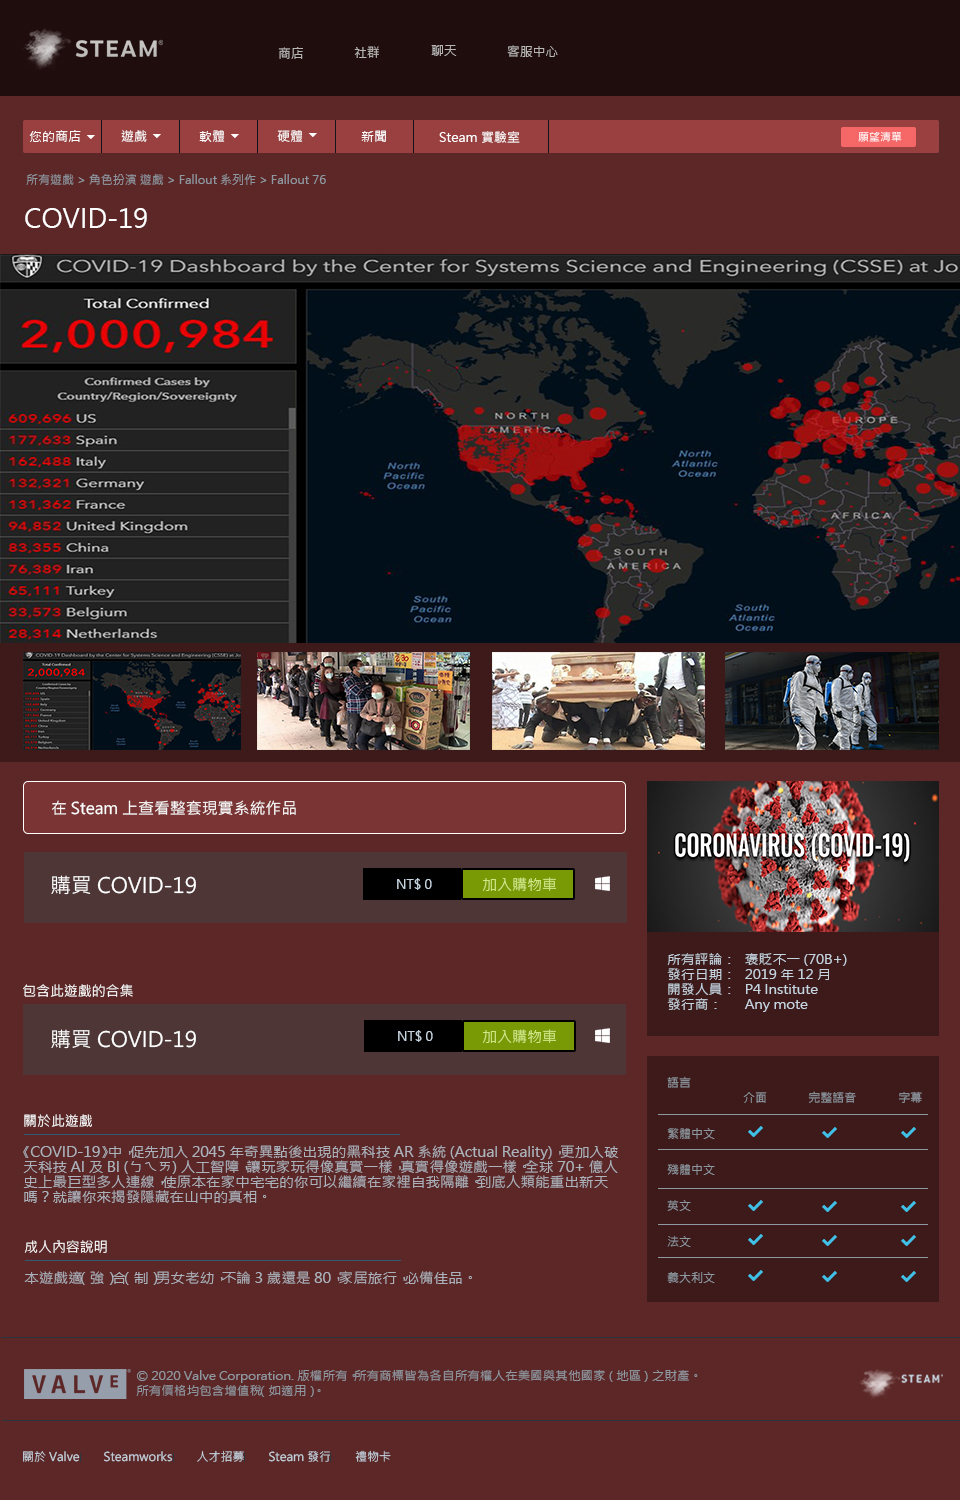 STEAM
商店 社群 聊天 客服中心
您的商店 遊戲 軟體 硬體 新聞 Steam 實驗室 願望清單
所有遊戲 > 角色扮演 遊戲 > Fallout 系列作 > Fallout 76
COVID-19
COVID-19 Dashboard by the Center for Systems Science and Engineering (CSSE) at Jo
Total Confirmed
2,000,984
Confirmed Cases by
Country/Region/Sovereignty
609,696 US
177,633 Spain
162,488 Italy
132,321 Germany
131,362 France
94,852 United Kingdom
83,355 China
76,389 Iran
65,111 Turkey
33,573 Belgium
28,314 Netherlands
NORTH
AMERICA
EUROPE
North
Pacific
Ocean
North
Atlantic
Ocean
AFRICA
SOUTH
AMERICA
South
Pacific
Ocean
South
Atlantic
Ocean
COVID-19 Dashboard by the Center for Systems Science and Engineering (CSSE) at Jo
Total Confirmed
2,000,984
在 Steam 上查看整套現實系統作品
購買 COVID-19
NT$ 0 加入購物車
包含此遊戲的合集
購買 COVID-19
NT$ 0 加入購物車
CORONAVIRUS (COVID-19)
所有評論： 褒貶不一 (70B+)
發行日期： 2019 年 12 月
開發人員： P4 Institute
發行商： Any mote
語言
介面 完整語音 字幕
繁體中文
殘體中文
英文
法文
義大利文
關於此遊戲
《COVID-19》中，促先加入 2045 年奇異點後出現的黑科技 AR 系統 (Actual Reality)，更加入破
天科技 AI 及 BI (ㄅㄟㄞ) 人工智障，讓玩家玩得像真實一樣，真實得像遊戲一樣，全球 70+ 億人
史上最巨型多人連線，使原本在家中宅宅的你可以繼續在家裡自我隔離，到底人類能重出新天
嗎？就讓你來揭發隱藏在山中的真相。
成人內容說明
本遊戲適( 強 )合( 制 )男女老幼，不論 3 歲還是 80，家居旅行，必備佳品。
VALVE
© 2020 Valve Corporation. 版權所有，所有商標皆為各自所有權人在美國與其他國家 ( 地區 ) 之財產。
所有價格均包含增值稅( 如適用 )。
STEAM
關於 Valve Steamworks 人才招募 Steam 發行 禮物卡